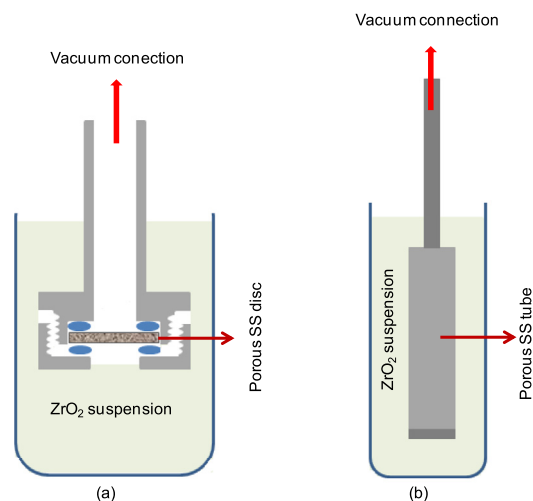 Vacuum conection
Porous SS disc
ZrO₂ suspension
(a)
Vacuum connection
ZrO₂ suspension
Porous SS tube
(b)